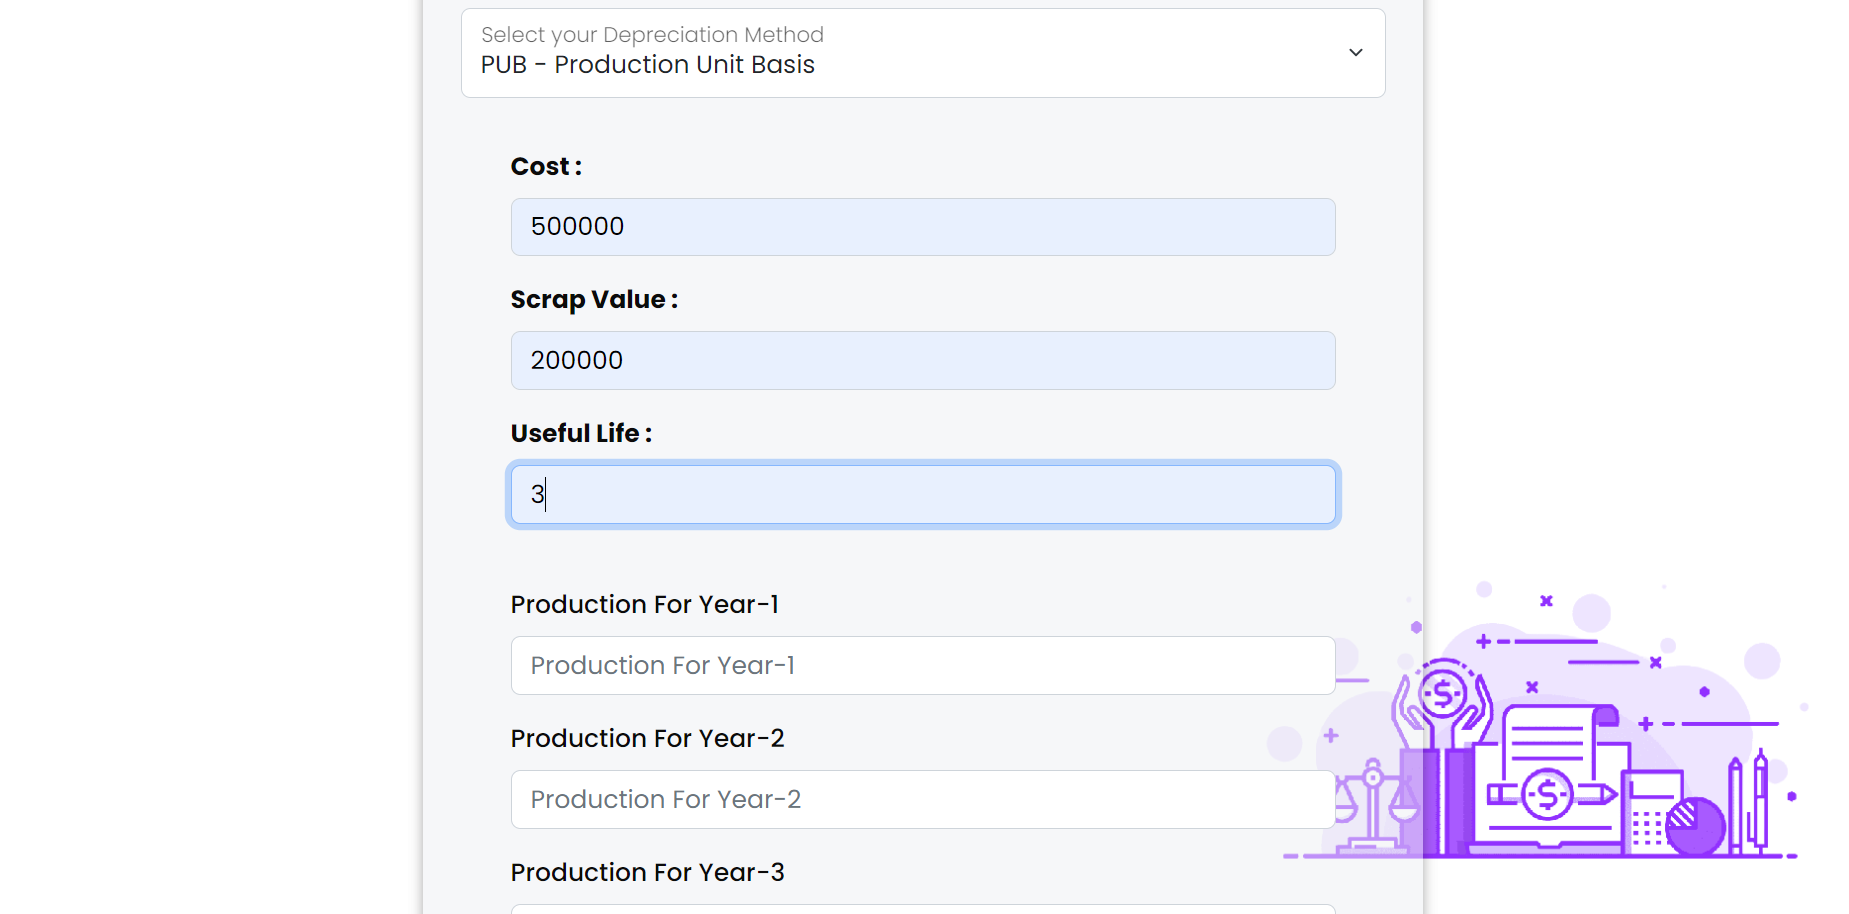 Select your Depreciation Method
PUB - Production Unit Basis
Cost :
500000
Scrap Value :
200000
Useful Life :
3
Production For Year-1
Production For Year-1
Production For Year-2
Production For Year-2
Production For Year-3